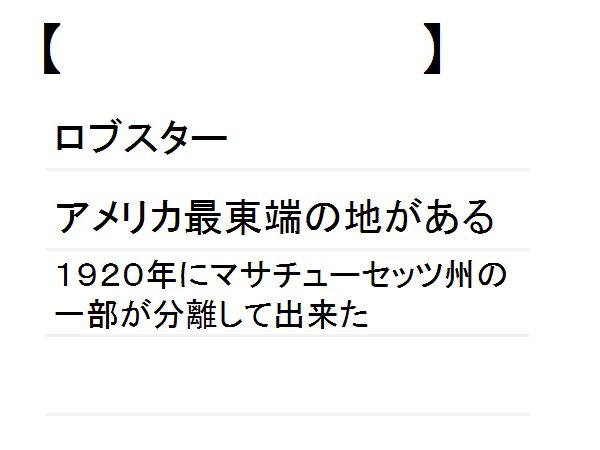 【　　　　　　　　　】
ロブスター
アメリカ最東端の地がある
１９２０年にマサチューセッツ州の
一部が分離して出来た